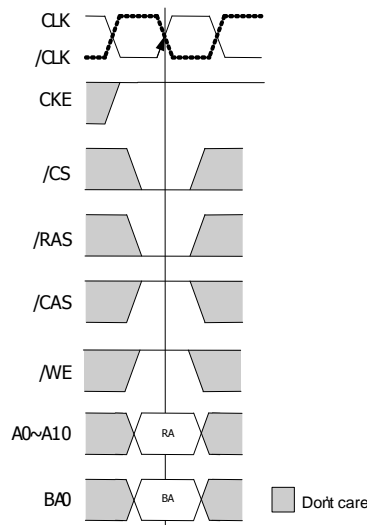 CLK
/CLK
CKE
/CS
/RAS
/CAS
/WE
A0~A10
RA
BA0
BA
Don't care